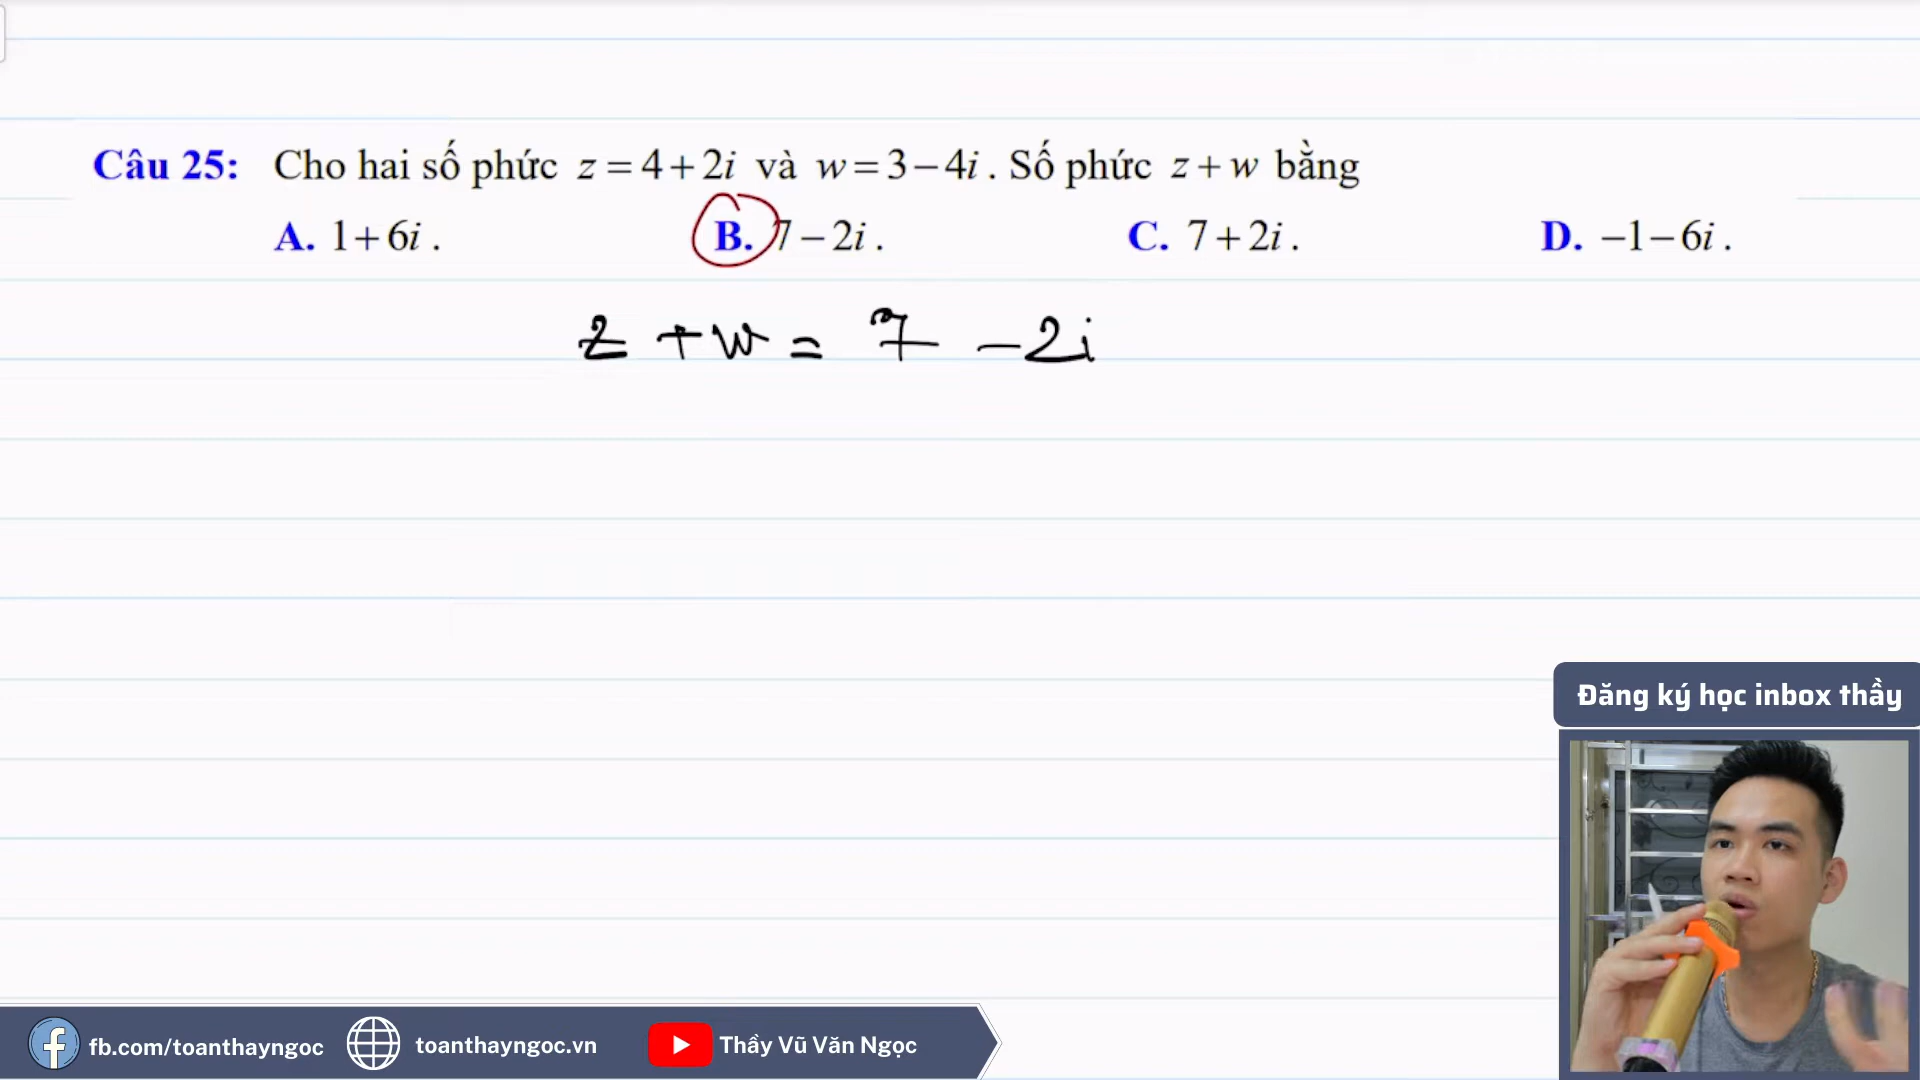 Câu 25: Cho hai số phức z = 4 + 2i và w = 3 − 4i . Số phức z + w bằng
A. 1 + 6i . B. 7 − 2i . C. 7 + 2i . D. −1 − 6i .
z + w = 7 − 2i
Đăng ký học inbox thầy
fb.com/toanthayngoc toanthayngoc.vn Thầy Vũ Văn Ngọc